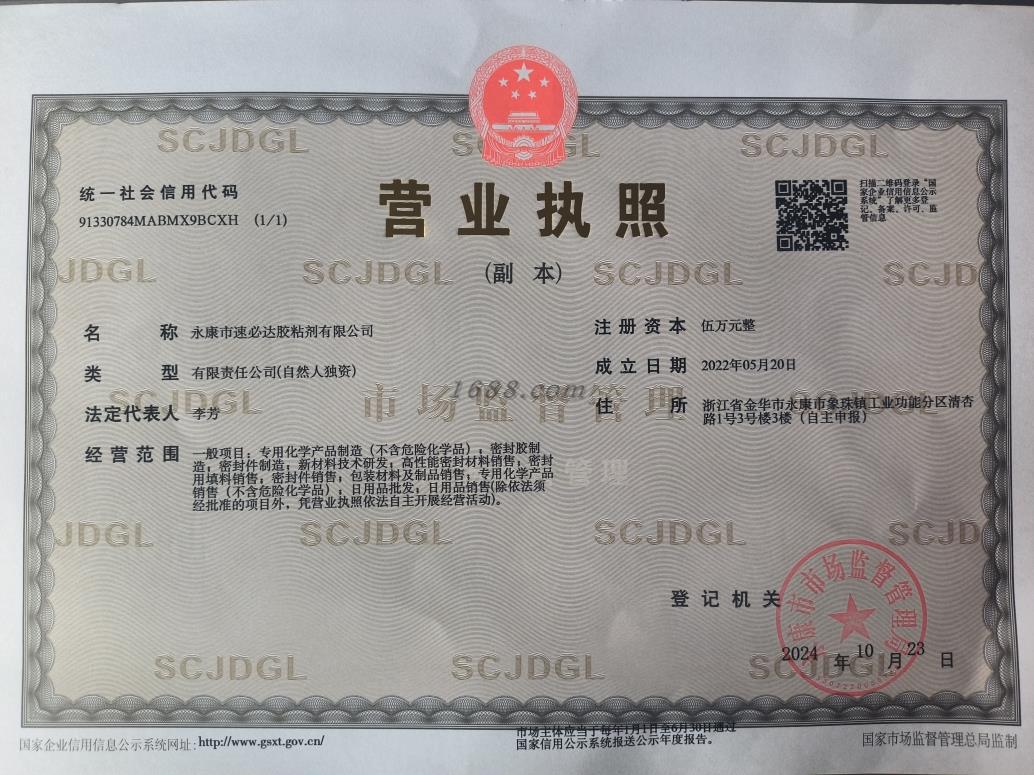 统一社会信用代码
91330784MABMX9BCXH (1/1)
营业执照
(副 本)
扫描二维码登录“国
家企业信用信息公示
系统”了解更多登
记、备案、许可、监
管信息
名 称 永康市速必达胶粘剂有限公司
类 型 有限责任公司(自然人独资)
法定代表人 李芳
经营范围 一般项目：专用化学产品制造（不含危险化学品）；密封胶制
造；密封件制造；新材料技术研发；高性能密封材料销售；密封
用填料销售；密封件销售；包装材料及制品销售；专用化学产品
销售（不含危险化学品）；日用品批发；日用品销售(除依法须
经批准的项目外，凭营业执照依法自主开展经营活动)。
注册资本 伍万元整
成立日期 2022年05月20日
住 所 浙江省金华市永康市象珠镇工业功能分区清杏
路1号3号楼3楼（自主申报）
1688.com
SCJDGL
市场监督管理
登记机关
永康市市场监督管理局
2024 年 10 月 23 日
国家企业信用信息公示系统网址：http://www.gsxt.gov.cn/
市场主体应当于每年1月1日至6月30日通过
国家信用公示系统报送公示年度报告。
国家市场监督管理总局监制